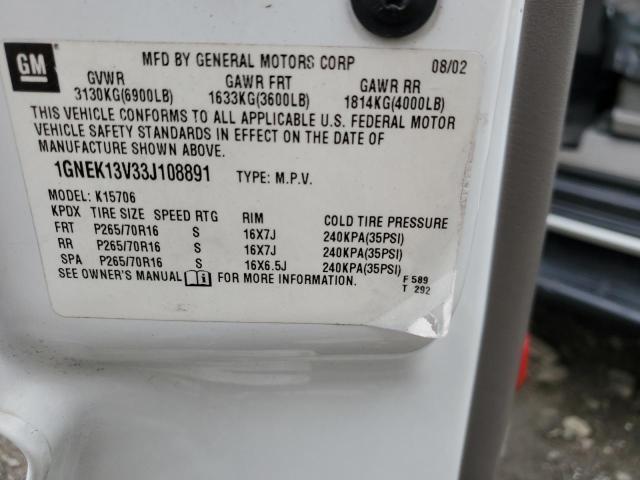 GM
MFD BY GENERAL MOTORS CORP 08/02
GVWR GAWR FRT GAWR RR
3130KG(6900LB) 1633KG(3600LB) 1814KG(4000LB)
THIS VEHICLE CONFORMS TO ALL APPLICABLE U.S. FEDERAL MOTOR
VEHICLE SAFETY STANDARDS IN EFFECT ON THE DATE OF
MANUFACTURE SHOWN ABOVE.
1GNEK13V33J108891 TYPE: M.P.V.
MODEL: K15706
KPDX TIRE SIZE SPEED RTG RIM COLD TIRE PRESSURE
FRT P265/70R16 S 16X7J 240KPA(35PSI)
RR P265/70R16 S 16X7J 240KPA(35PSI)
SPA P265/70R16 S 16X6.5J 240KPA(35PSI)
SEE OWNER'S MANUAL FOR MORE INFORMATION.
F 589
T 292